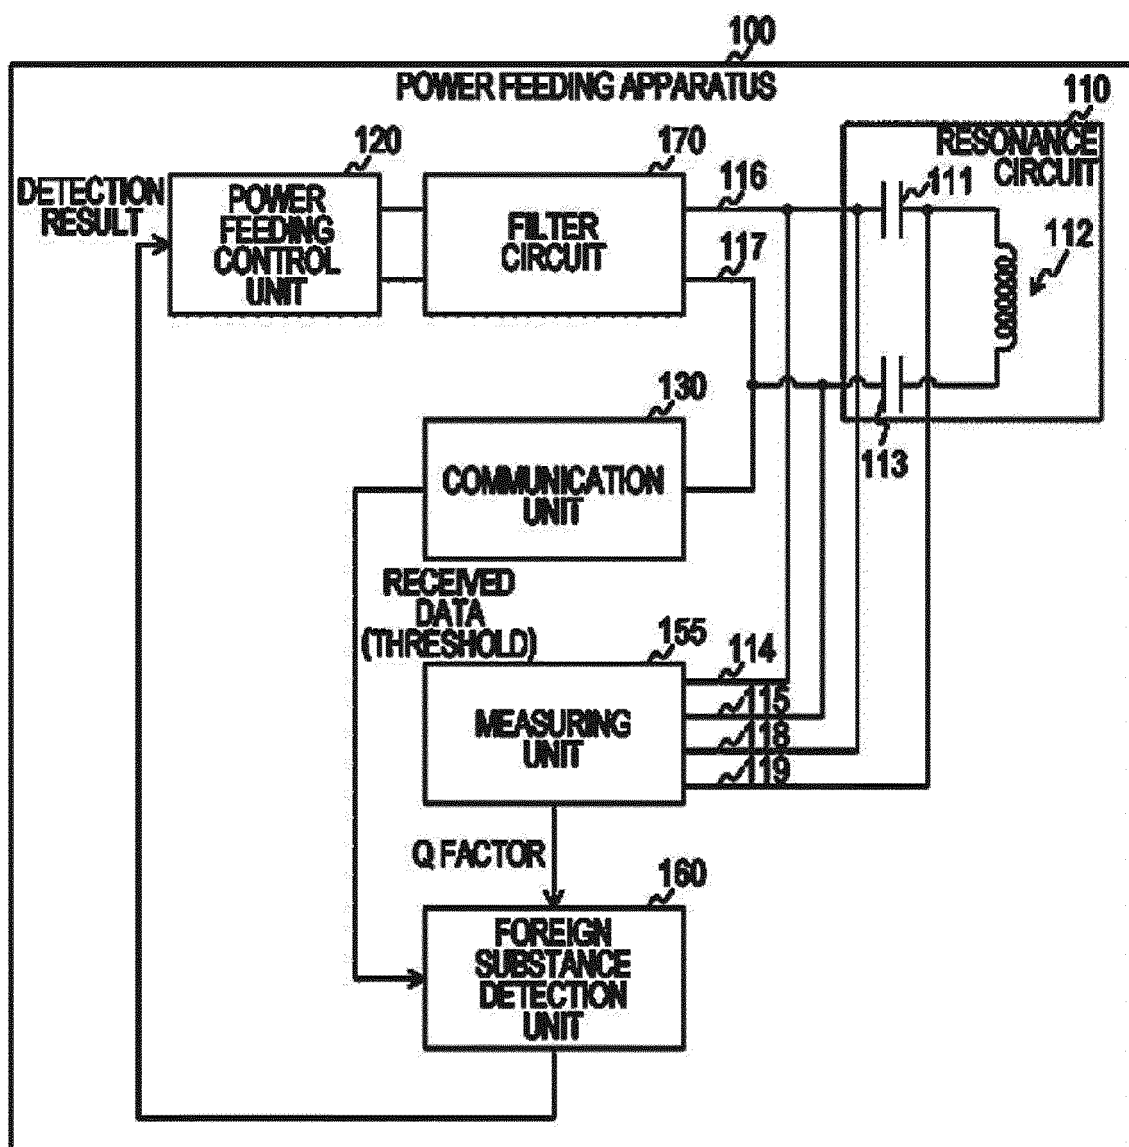 100
POWER FEEDING APPARATUS
110
RESONANCE
CIRCUIT
120
170
116
111
DETECTION
RESULT
POWER
FEEDING
CONTROL
UNIT
FILTER
CIRCUIT
117
112
130
113
COMMUNICATION
UNIT
RECEIVED
DATA
(THRESHOLD)
155
114
115
118
119
MEASURING
UNIT
Q FACTOR
160
FOREIGN
SUBSTANCE
DETECTION
UNIT